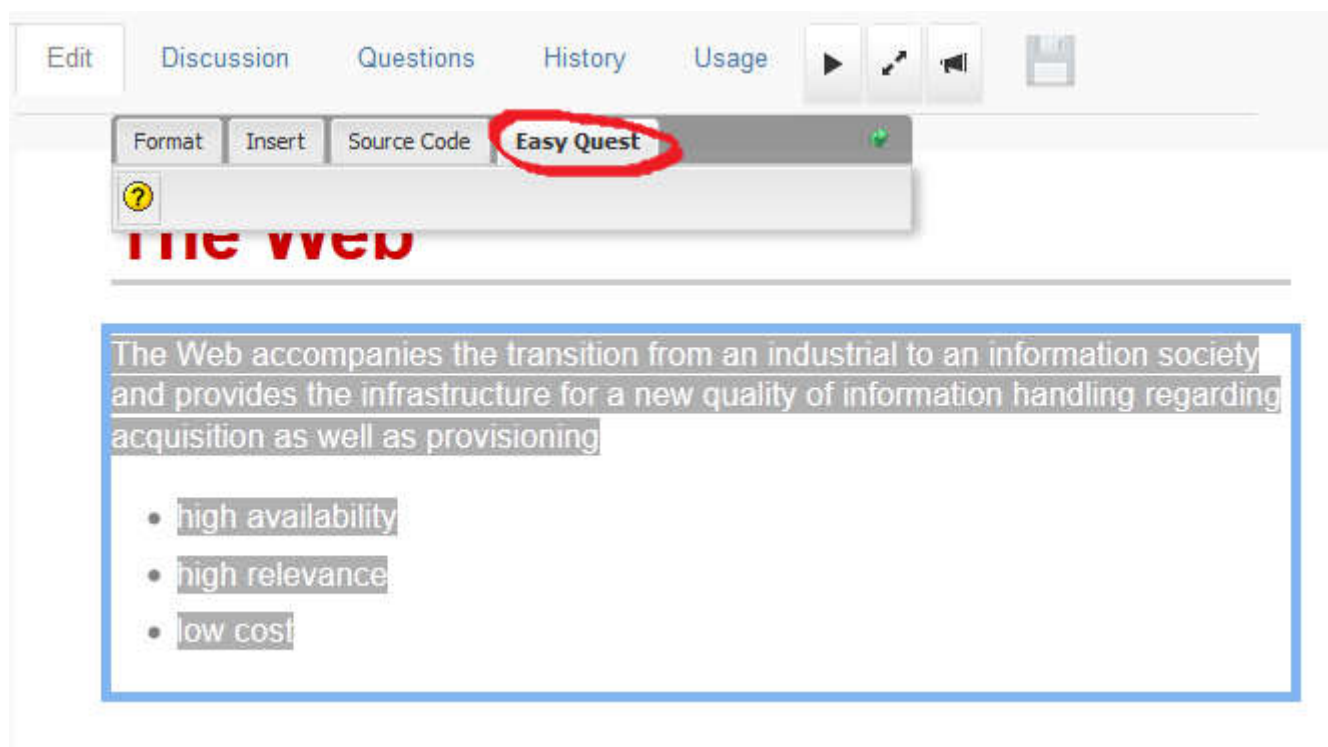 Edit Discussion Questions History Usage
Format Insert Source Code Easy Quest
?
The Web
The Web accompanies the transition from an industrial to an information society
and provides the infrastructure for a new quality of information handling regarding
acquisition as well as provisioning
• high availability
• high relevance
• low cost